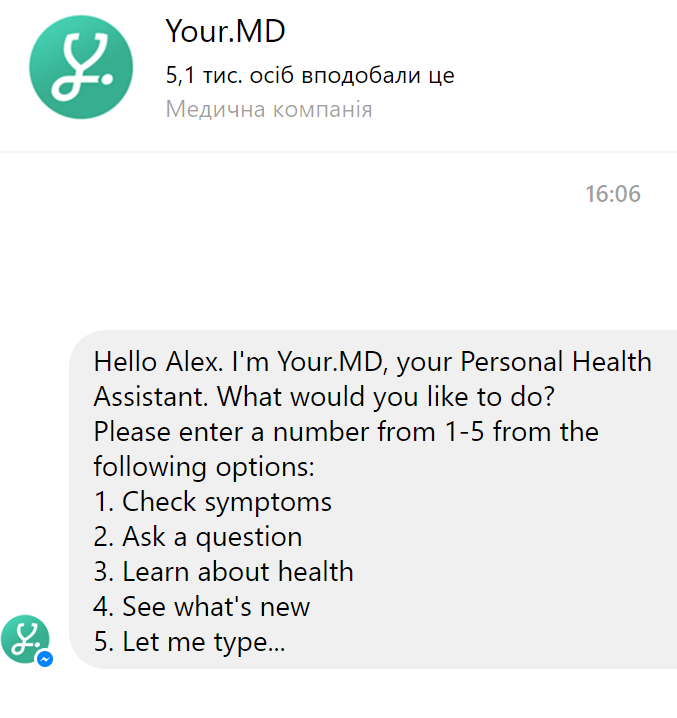 Your.MD
5,1 тис. осіб вподобали це
Медична компанія
16:06
Hello Alex. I'm Your.MD, your Personal Health
Assistant. What would you like to do?
Please enter a number from 1-5 from the
following options:
1. Check symptoms
2. Ask a question
3. Learn about health
4. See what's new
5. Let me type...